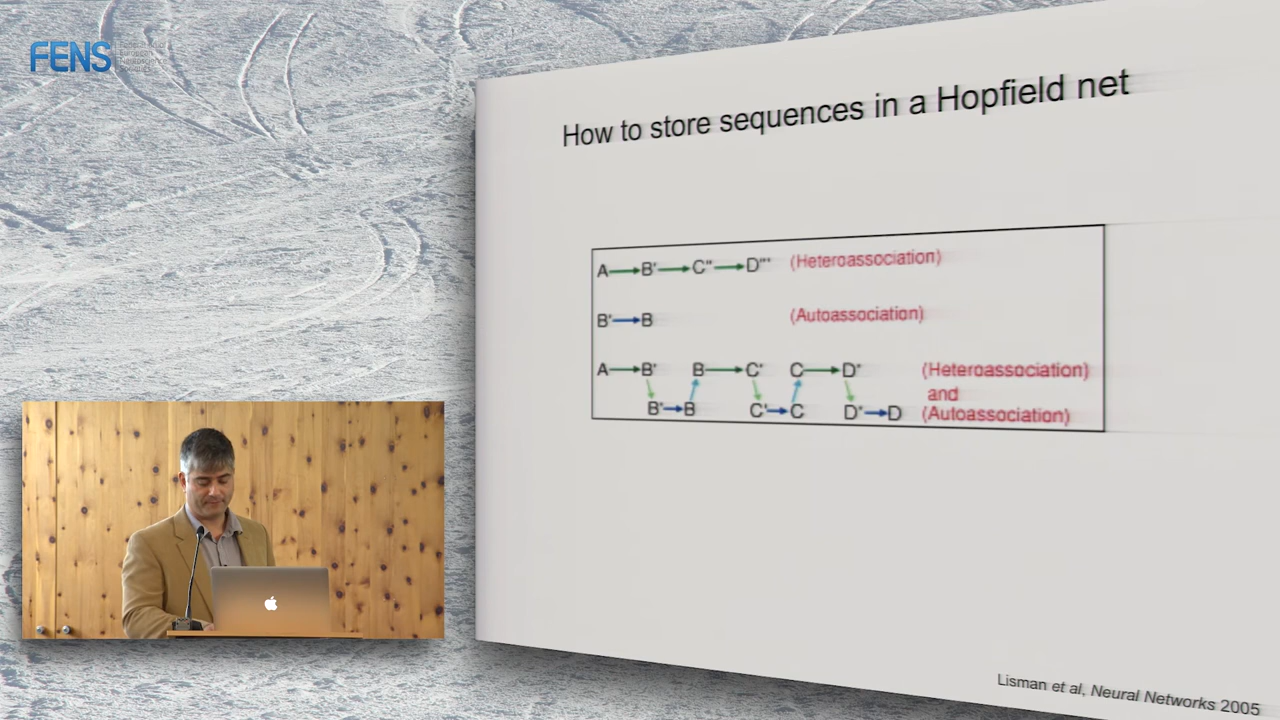 FENS
How to store sequences in a Hopfield net
A B' C'' D''' (Heteroassociation)
B' B (Autoassociation)
A B' B C' C D' (Heteroassociation)
and
B' B C' C D' D (Autoassociation)
Lisman et al, Neural Networks 2005